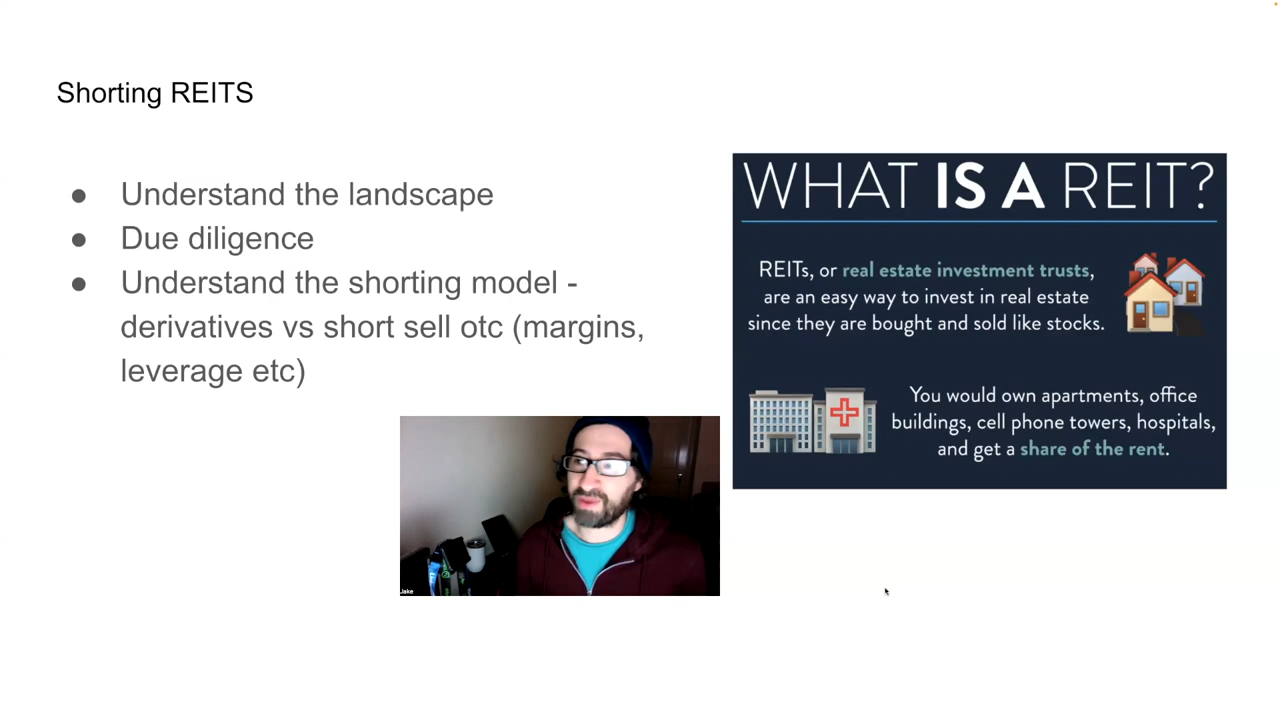 Shorting REITS
● Understand the landscape
● Due diligence
● Understand the shorting model -
derivatives vs short sell otc (margins,
leverage etc)
WHAT IS A REIT?
REITs, or real estate investment trusts,
are an easy way to invest in real estate
since they are bought and sold like stocks.
You would own apartments, office
buildings, cell phone towers, hospitals,
and get a share of the rent.
Jake